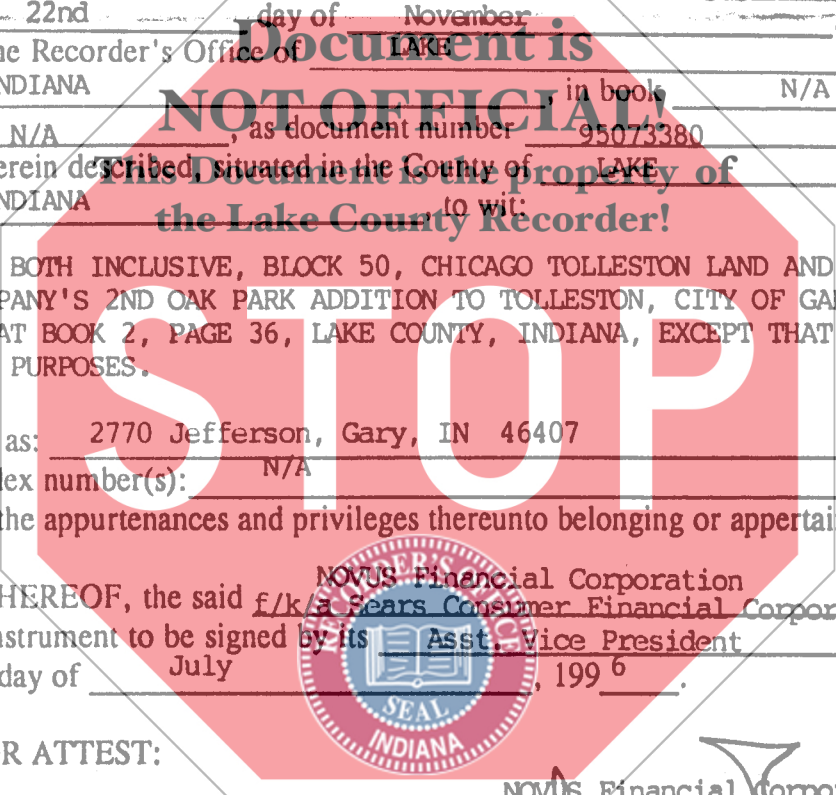 22nd day of November
ne Recorder's Office of LAKE
Document is
NDIANA , in book N/A
NOT OFFICIAL!
N/A , as document number 95073380
erein described, situated in the County of LAKE
This Document is the property of
NDIANA , to wit:
the Lake County Recorder!
BOTH INCLUSIVE, BLOCK 50, CHICAGO TOLLESTON LAND AND
PANY'S 2ND OAK PARK ADDITION TO TOLLESTON, CITY OF GA
AT BOOK 2, PAGE 36, LAKE COUNTY, INDIANA, EXCEPT THAT
PURPOSES.
STOP
as: 2770 Jefferson, Gary, IN 46407
dex number(s): N/A
the appurtenances and privileges thereunto belonging or appertai
NOVUS Financial Corporation
HEREOF, the said f/k/a Sears Consumer Financial Corpor
nstrument to be signed by its Asst. Vice President
day of July , 1996.
RECORDER'S OFFICE
SEAL
INDIANA
R ATTEST:
NOVUS Financial Corpo